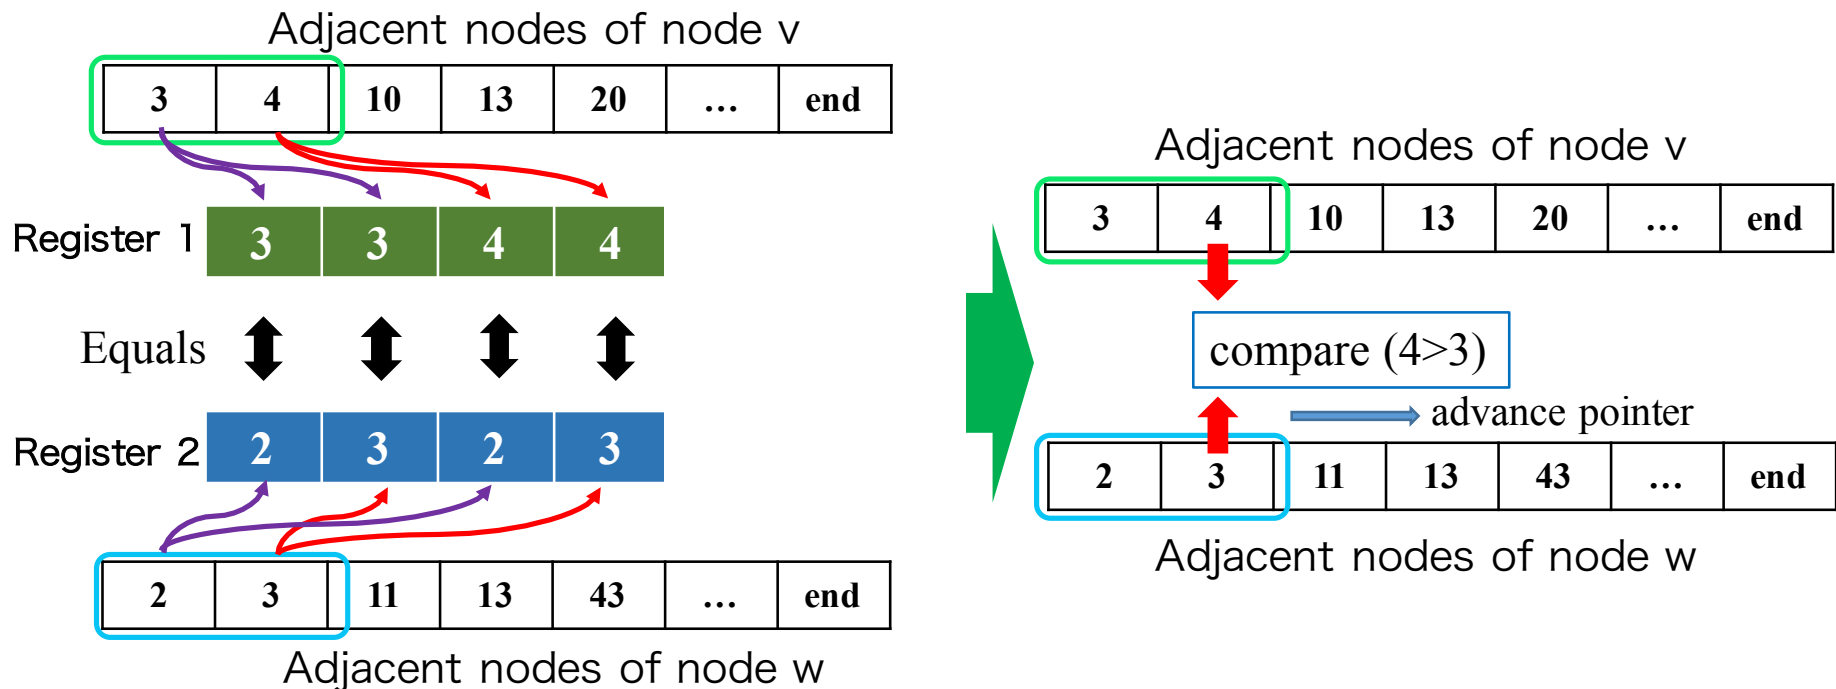 Adjacent nodes of node v
3 4 10 13 20 ... end
Register 1 3 3 4 4
Equals
Register 2 2 3 2 3
2 3 11 13 43 ... end
Adjacent nodes of node w
Adjacent nodes of node v
3 4 10 13 20 ... end
compare (4>3)
advance pointer
2 3 11 13 43 ... end
Adjacent nodes of node w